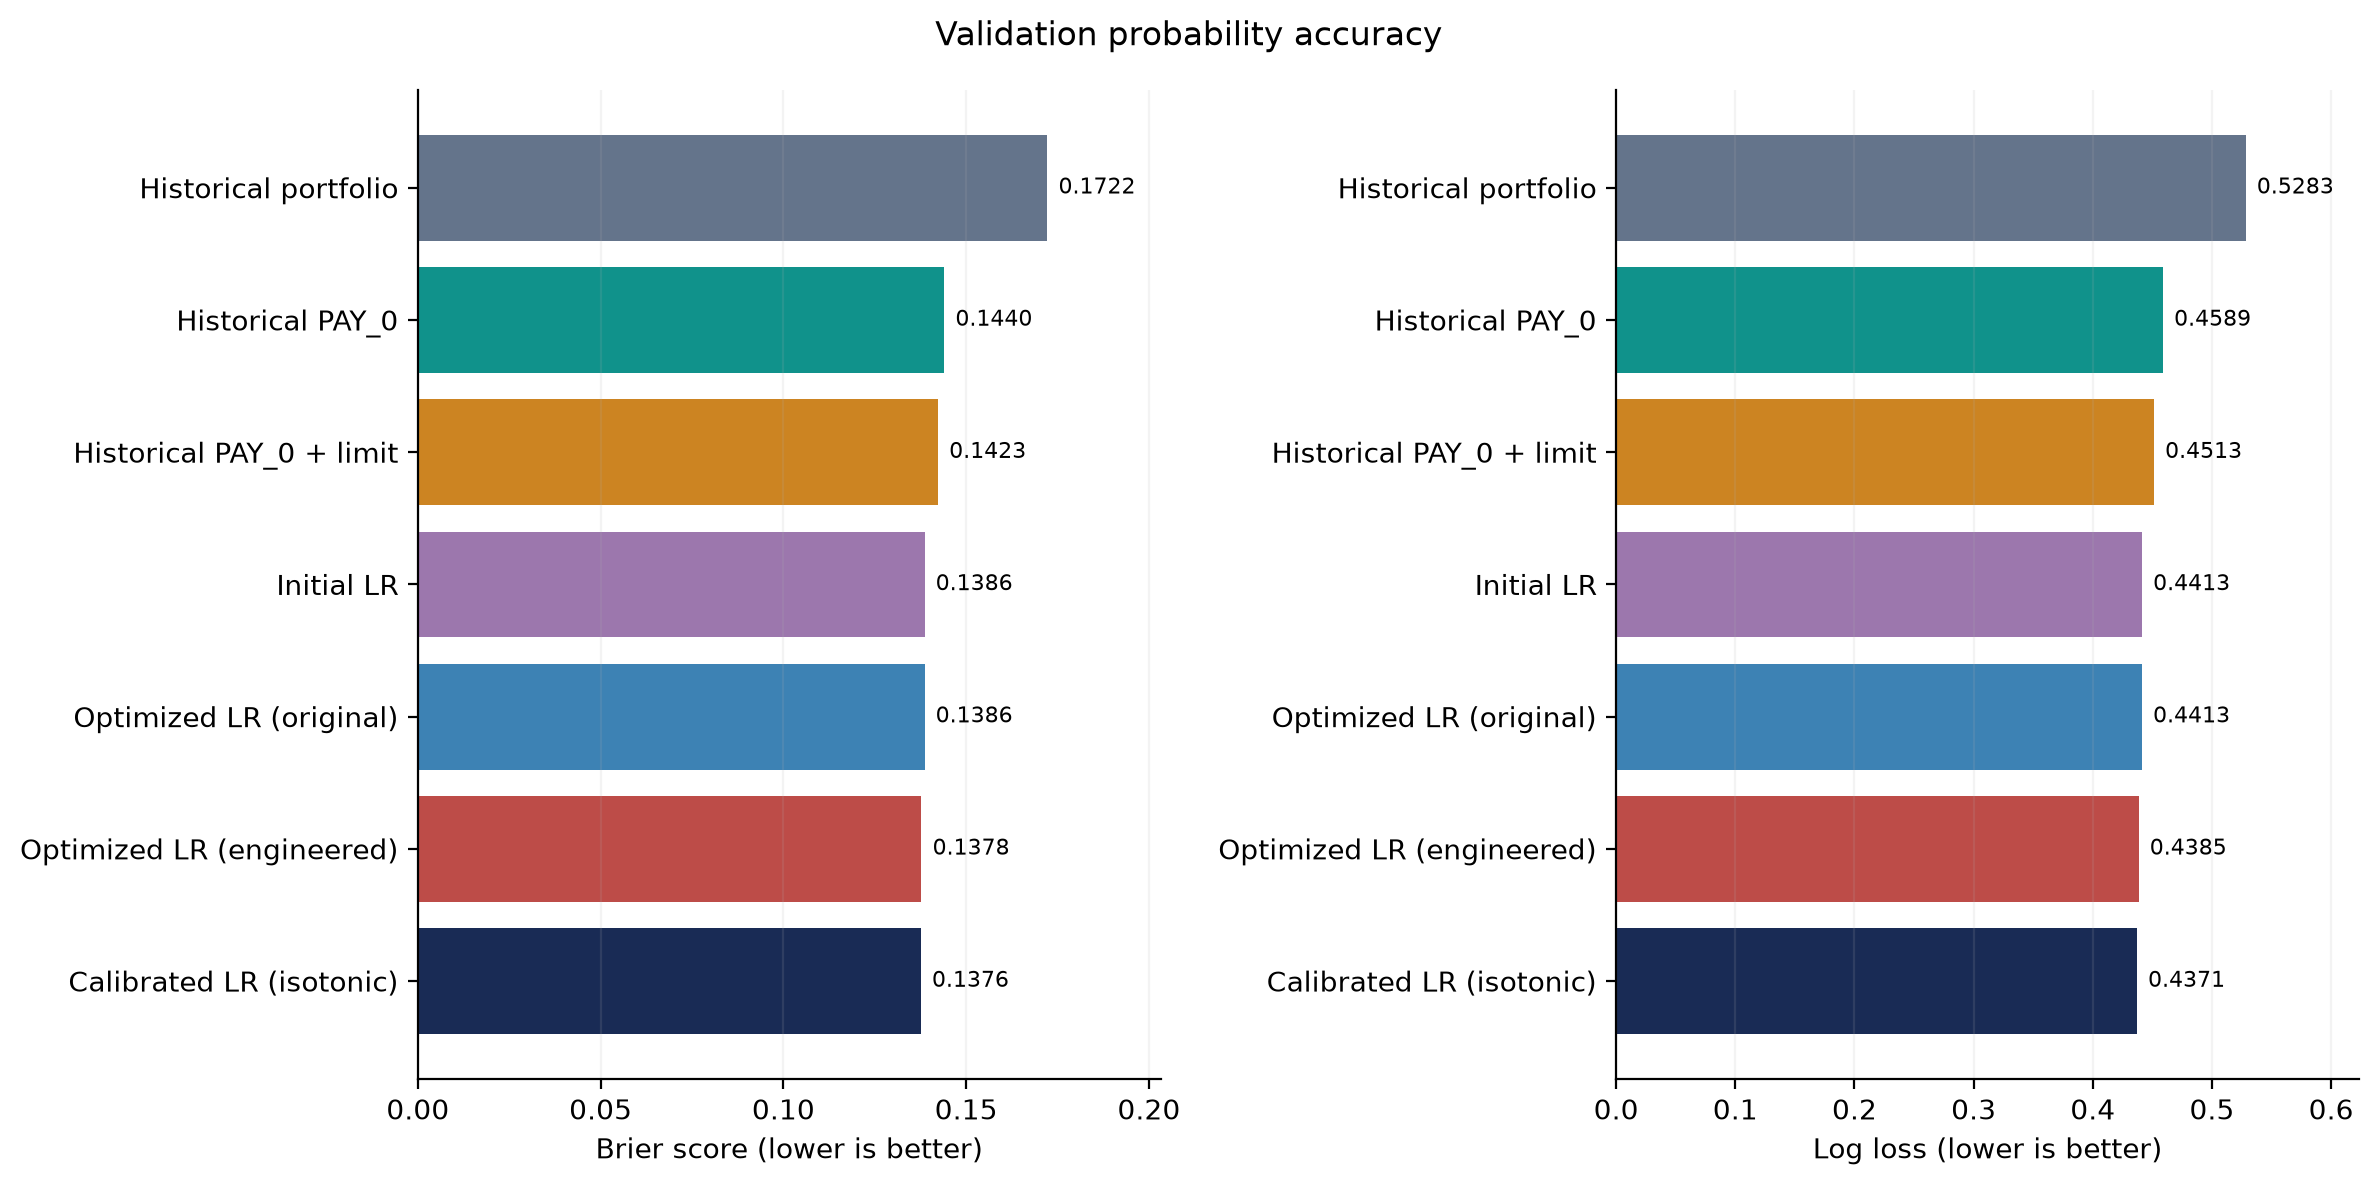 Validation probability accuracy
Historical portfolio
0.1722
Historical PAY_0
0.1440
Historical PAY_0 + limit
0.1423
Initial LR
0.1386
Optimized LR (original)
0.1386
Optimized LR (engineered)
0.1378
Calibrated LR (isotonic)
0.1376
0.00 0.05 0.10 0.15 0.20
Brier score (lower is better)
Historical portfolio
0.5283
Historical PAY_0
0.4589
Historical PAY_0 + limit
0.4513
Initial LR
0.4413
Optimized LR (original)
0.4413
Optimized LR (engineered)
0.4385
Calibrated LR (isotonic)
0.4371
0.0 0.1 0.2 0.3 0.4 0.5 0.6
Log loss (lower is better)